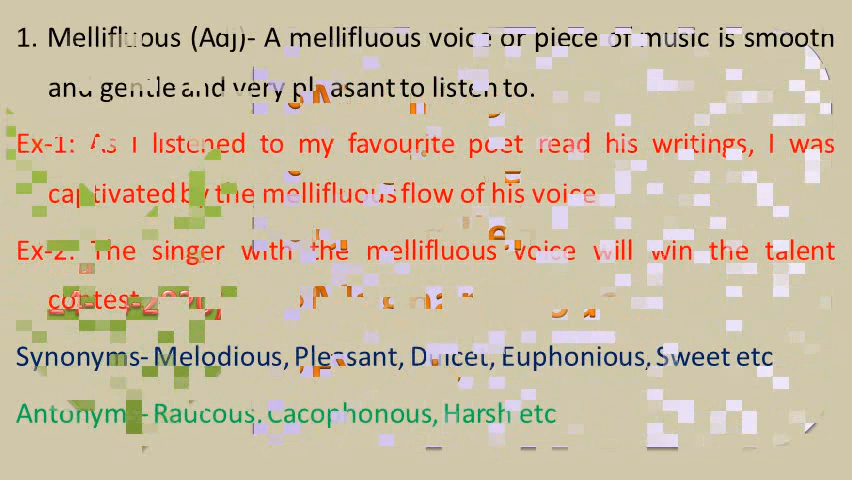 1. Mellifluous (Adj)- A mellifluous voice or piece of music is smooth
and gentle and very pleasant to listen to.
Ex-1: As I listened to my favourite poet read his writings, I was
captivated by the mellifluous flow of his voice
Ex-2: The singer with the mellifluous voice will win the talent
contest
Synonyms- Melodious, Pleasant, Dulcet, Euphonious, Sweet etc
Antonyms- Raucous, Cacophonous, Harsh etc